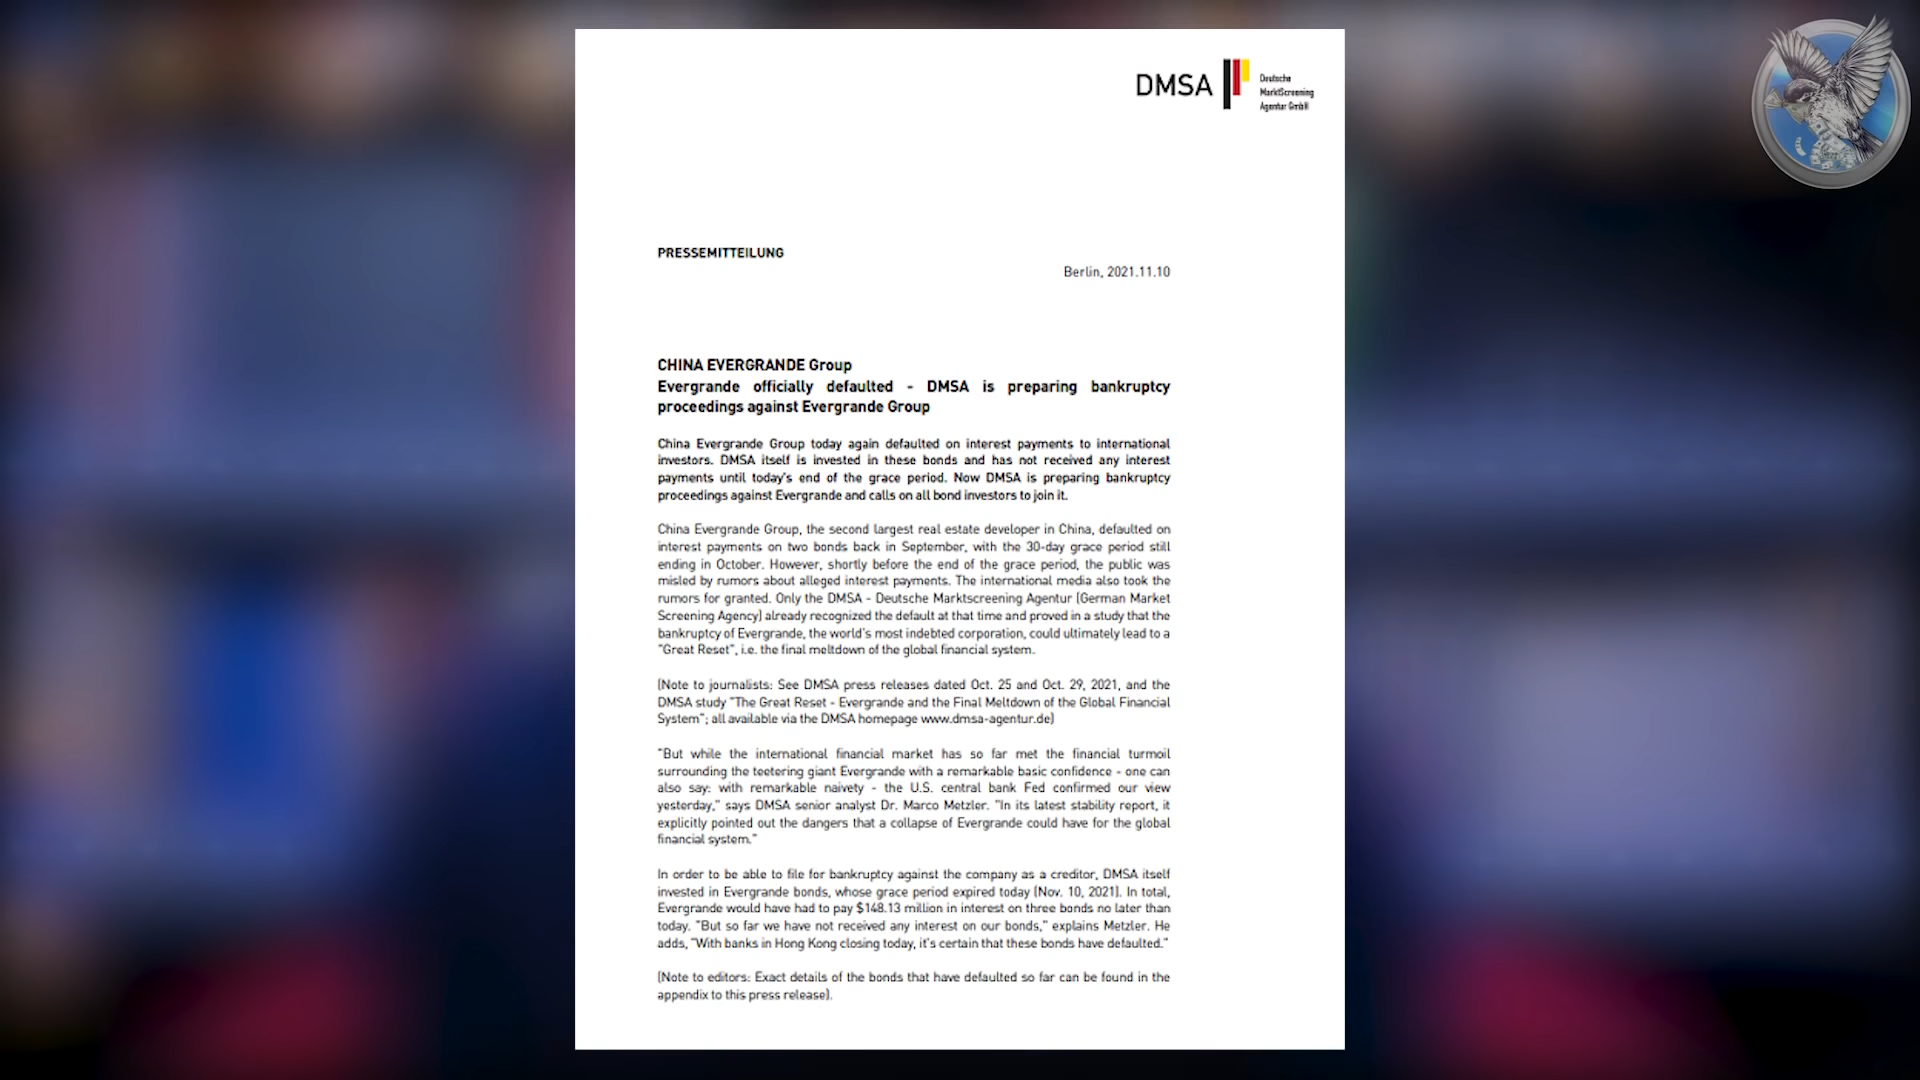 DMSA
Deutsche
MarktScreening
Agentur GmbH
PRESSEMITTEILUNG
Berlin, 2021.11.10
CHINA EVERGRANDE Group
Evergrande officially defaulted - DMSA is preparing bankruptcy
proceedings against Evergrande Group
China Evergrande Group today again defaulted on interest payments to international
investors. DMSA itself is invested in these bonds and has not received any interest
payments until today's end of the grace period. Now DMSA is preparing bankruptcy
proceedings against Evergrande and calls on all bond investors to join it.
China Evergrande Group, the second largest real estate developer in China, defaulted on
interest payments on two bonds back in September, with the 30-day grace period still
ending in October. However, shortly before the end of the grace period, the public was
misled by rumors about alleged interest payments. The international media also took the
rumors for granted. Only the DMSA - Deutsche Marktscreening Agentur (German Market
Screening Agency) already recognized the default at that time and proved in a study that the
bankruptcy of Evergrande, the world's most indebted corporation, could ultimately lead to a
"Great Reset", i.e. the final meltdown of the global financial system.
(Note to journalists: See DMSA press releases dated Oct. 25 and Oct. 29, 2021, and the
DMSA study "The Great Reset - Evergrande and the Final Meltdown of the Global Financial
System"; all available via the DMSA homepage www.dmsa-agentur.de)
"But while the international financial market has so far met the financial turmoil
surrounding the teetering giant Evergrande with a remarkable basic confidence - one can
also say: with remarkable naivety - the U.S. central bank Fed confirmed our view
yesterday," says DMSA senior analyst Dr. Marco Metzler. "In its latest stability report, it
explicitly pointed out the dangers that a collapse of Evergrande could have for the global
financial system."
In order to be able to file for bankruptcy against the company as a creditor, DMSA itself
invested in Evergrande bonds, whose grace period expired today (Nov. 10, 2021). In total,
Evergrande would have had to pay $148.13 million in interest on three bonds no later than
today. "But so far we have not received any interest on our bonds," explains Metzler. He
adds, "With banks in Hong Kong closing today, it's certain that these bonds have defaulted."
(Note to editors: Exact details of the bonds that have defaulted so far can be found in the
appendix to this press release).